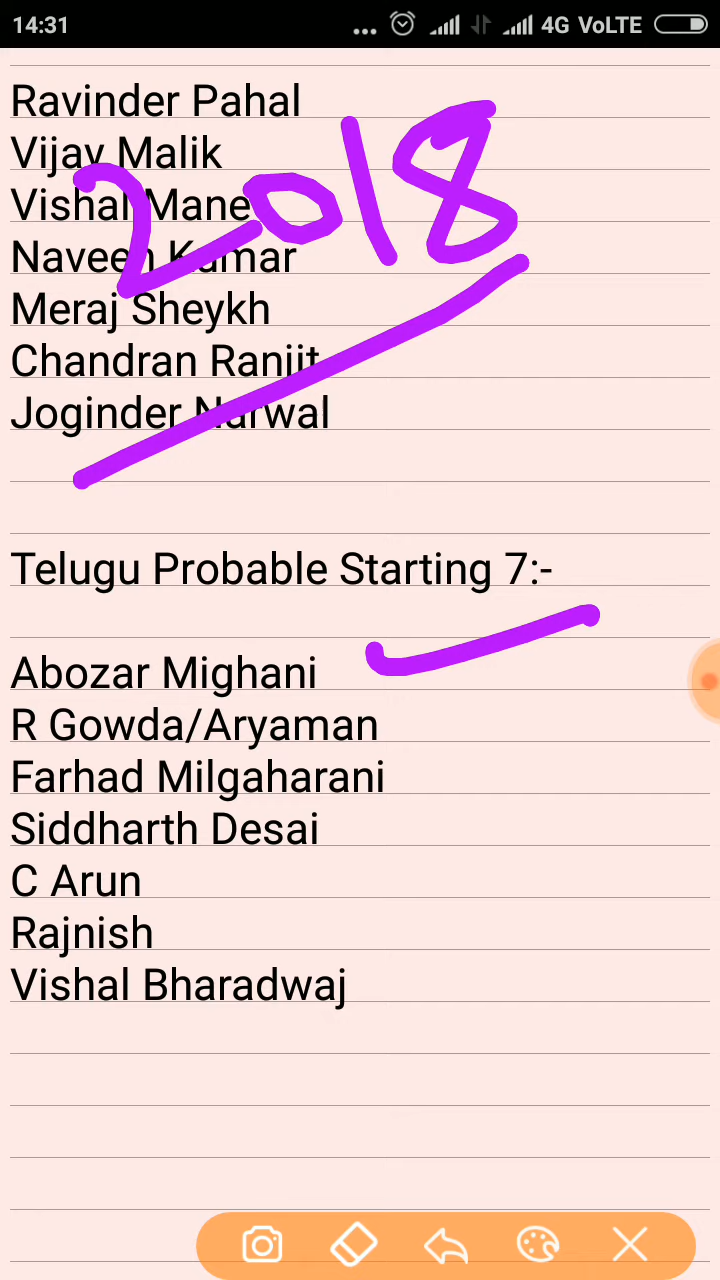 14:31 ... 4G VoLTE
Ravinder Pahal
Vijay Malik
2018
Vishal Mane
Naveen Kumar
Meraj Sheykh
Chandran Ranjit
Joginder Narwal
Telugu Probable Starting 7:-
Abozar Mighani
R Gowda/Aryaman
Farhad Milgaharani
Siddharth Desai
C Arun
Rajnish
Vishal Bharadwaj